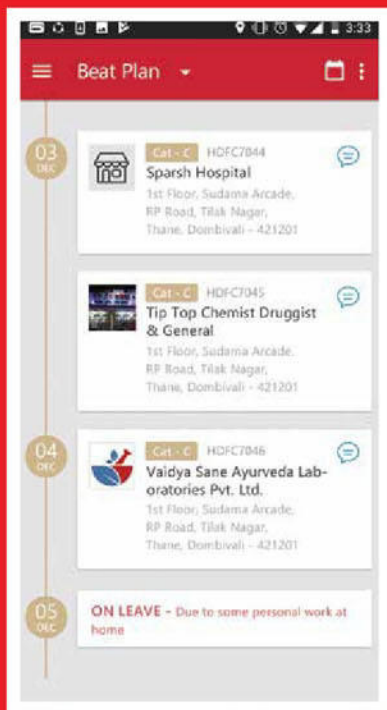 3:33
Beat Plan
03
DEC
Cat - C HDFC7044
Sparsh Hospital
1st Floor, Sudama Arcade,
RP Road, Tilak Nagar,
Thane, Dombivali - 421201
Cat - C HDFC7045
Tip Top Chemist Druggist
& General
1st Floor, Sudama Arcade,
RP Road, Tilak Nagar,
Thane, Dombivali - 421201
04
DEC
Cat - C HDFC7046
Vaidya Sane Ayurveda Lab-
oratories Pvt. Ltd.
1st Floor, Sudama Arcade,
RP Road, Tilak Nagar,
Thane, Dombivali - 421201
05
DEC
ON LEAVE - Due to some personal work at
home